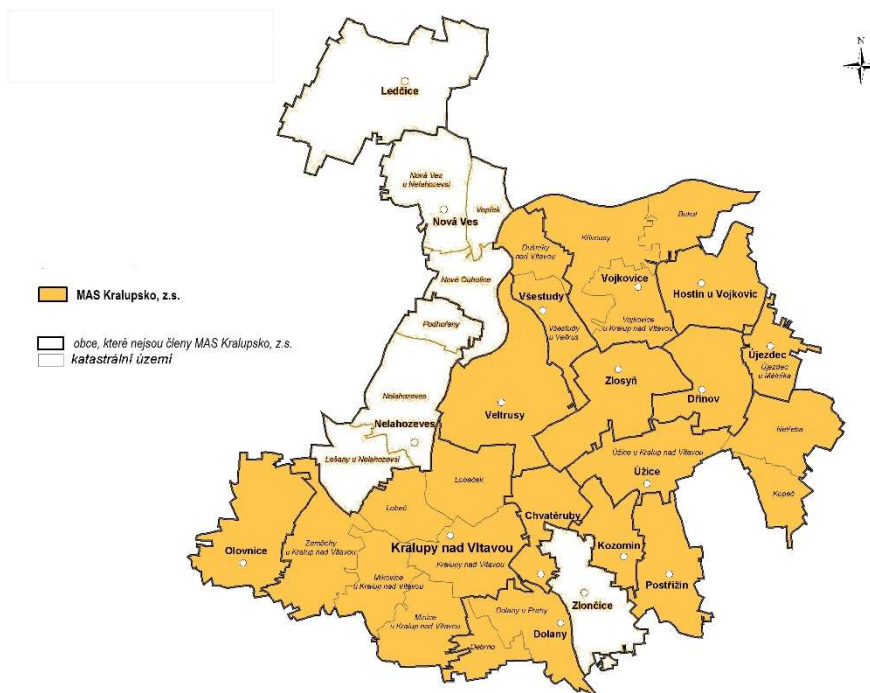 N
Ledčice
Nová Ves
u Nelahozevsi
Vepřek
Nová Ves
Bukol
Křivousy
Dušníky
nad Vltavou
Nové Ouholice
Vojkovice
Hostin u Vojkovic
MAS Kralupsko, z.s.
Všestudy
Podhořany
Všestudy
u Veltrus
Vojkovice
u Kralup nad Vltavou
obce, které nejsou členy MAS Kralupsko, z.s.
katastrální území
Újezdec
Újezdec
u Mělníka
Zlosyň
Dřínov
Nelahozeves
Veltrusy
Nelahozeves
Netřeba
Úžice u Kralup nad Vltavou
Lešany u Nelahozevsi
Úžice
Lobeček
Kopeč
Lobeč
Chvatěruby
Olovnice
Zeměchy
u Kralup nad Vltavou
Kralupy nad Vltavou
Kozomín
Kralupy nad Vltavou
Postřižín
Mikovice
u Kralup nad Vltavou
Zlončice
Dolany u Prahy
Minice
u Kralup nad Vltavou
Dolany
Debrno